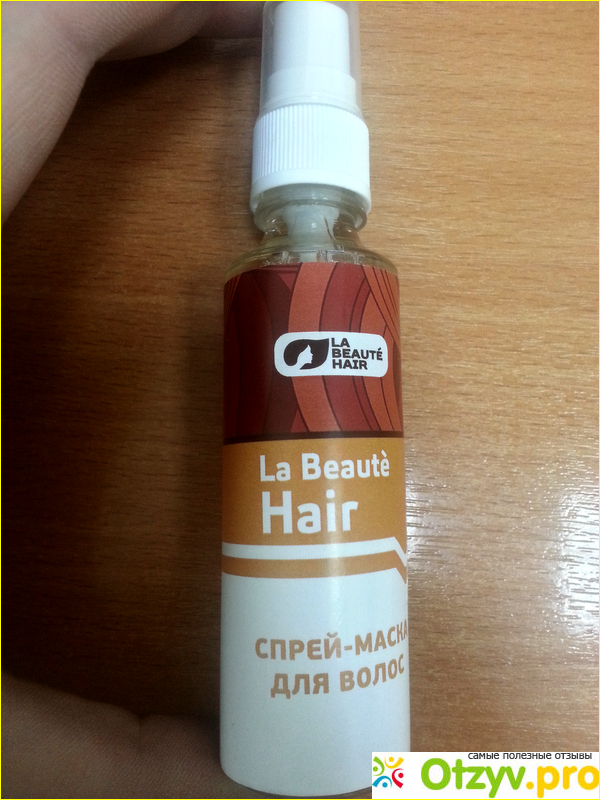 LA
BEAUTÉ
HAIR
La Beautè
Hair
СПРЕЙ-МАСКА
ДЛЯ ВОЛОС
самые полезные отзывы
Otzyv.pro